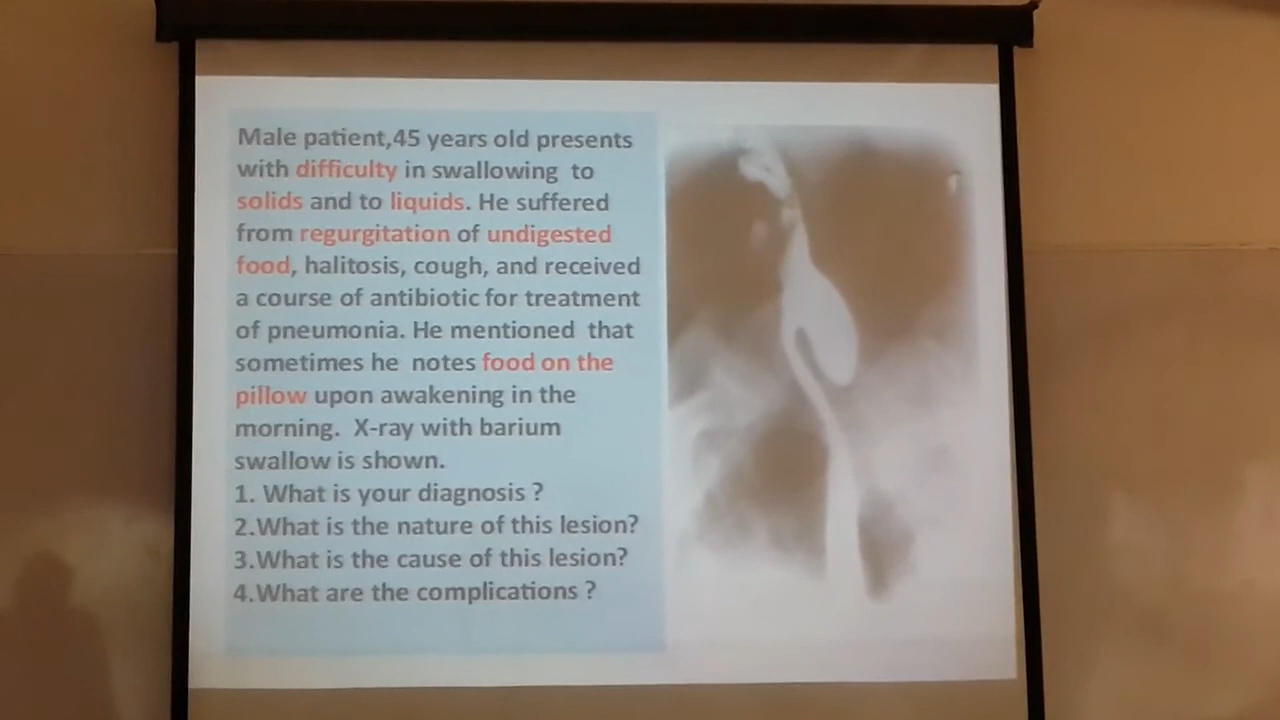 Male patient,45 years old presents
with difficulty in swallowing to
solids and to liquids. He suffered
from regurgitation of undigested
food, halitosis, cough, and received
a course of antibiotic for treatment
of pneumonia. He mentioned that
sometimes he notes food on the
pillow upon awakening in the
morning. X-ray with barium
swallow is shown.
1. What is your diagnosis ?
2.What is the nature of this lesion?
3.What is the cause of this lesion?
4.What are the complications ?